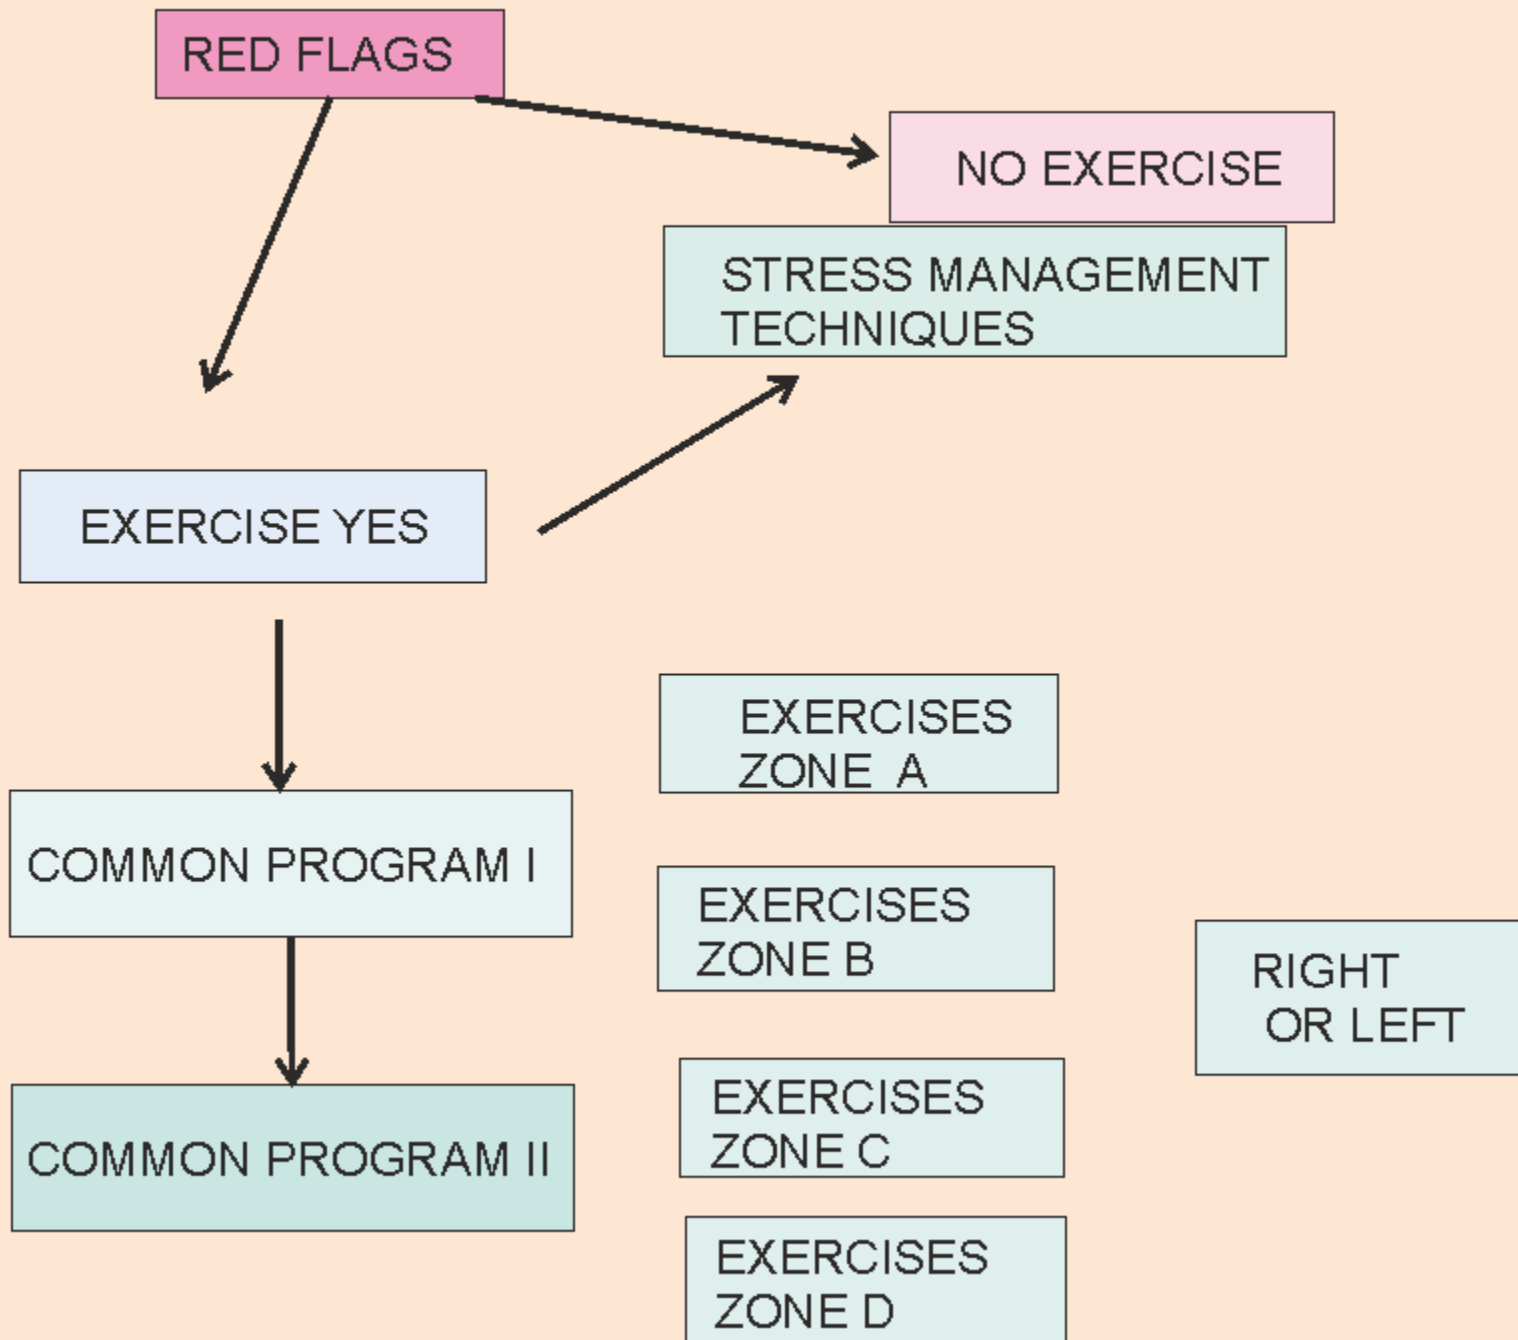 RED FLAGS
NO EXERCISE
STRESS MANAGEMENT
TECHNIQUES
EXERCISE YES
EXERCISES
ZONE A
COMMON PROGRAM I
EXERCISES
ZONE B
RIGHT
OR LEFT
EXERCISES
ZONE C
COMMON PROGRAM II
EXERCISES
ZONE D